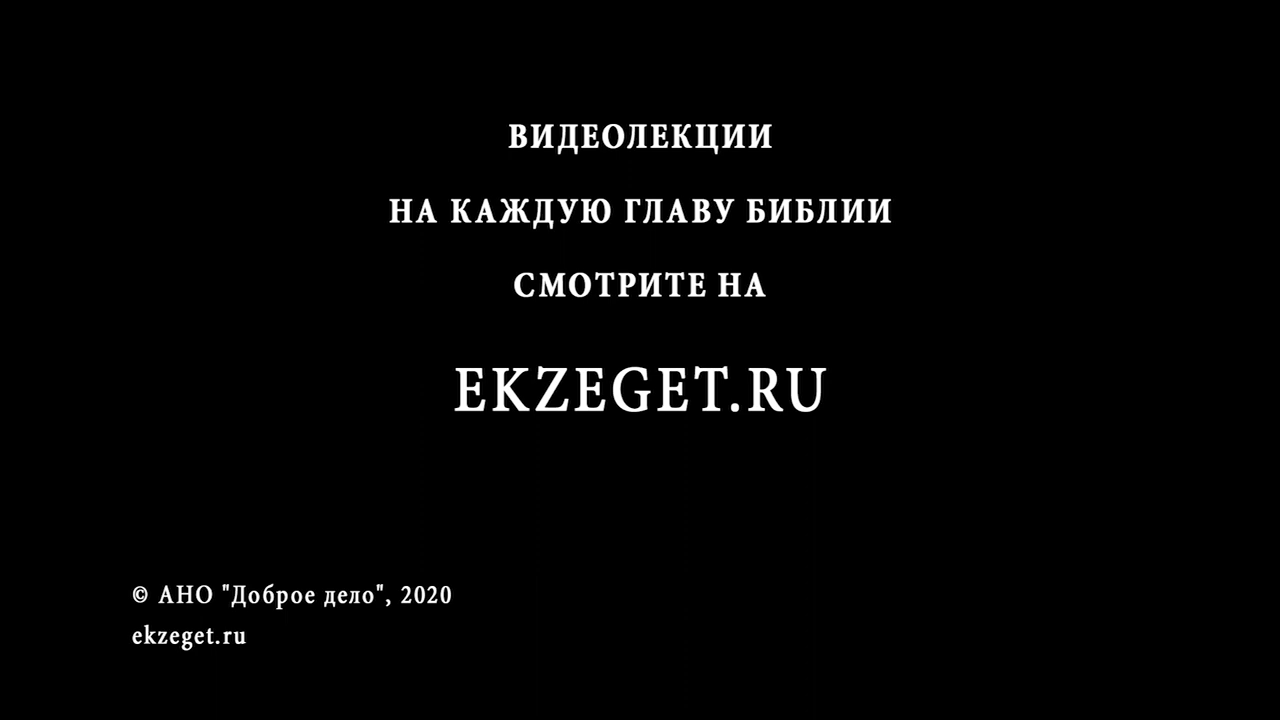 ВИДЕОЛЕКЦИИ
НА КАЖДУЮ ГЛАВУ БИБЛИИ
СМОТРИТЕ НА
EKZEGET.RU
© АНО "Доброе дело", 2020
ekzeget.ru